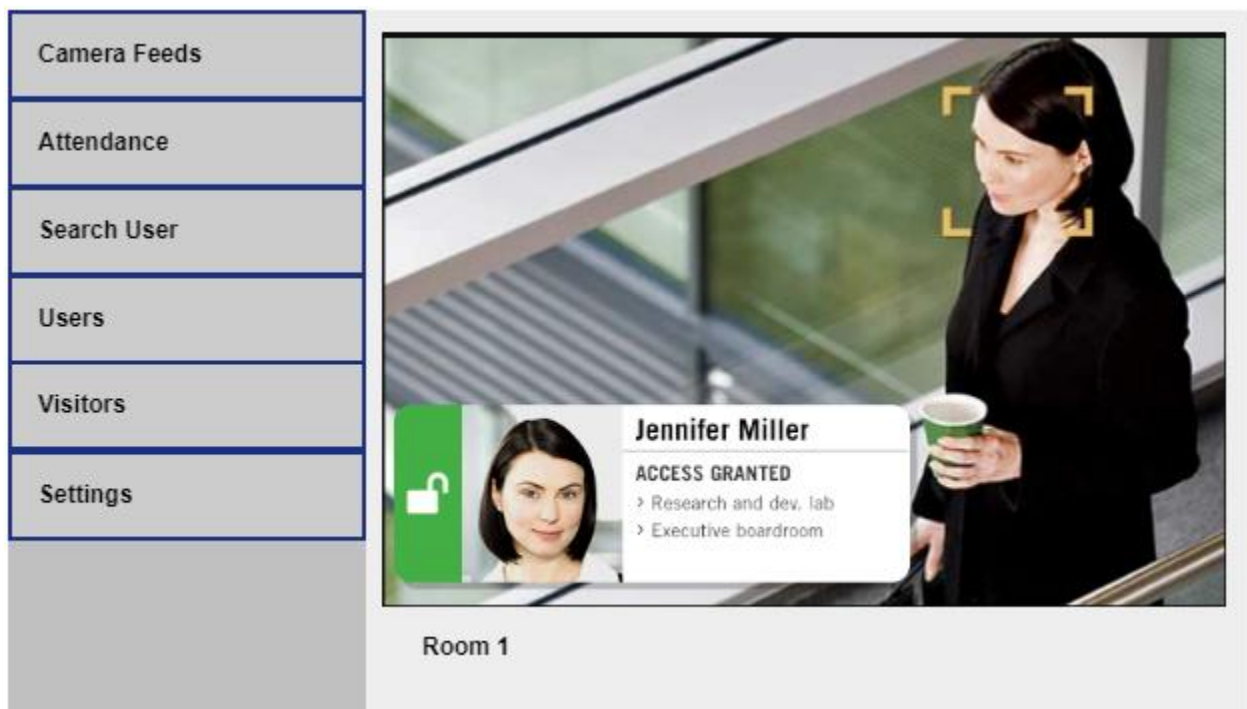 Camera Feeds
Attendance
Search User
Users
Visitors
Settings
Jennifer Miller
ACCESS GRANTED
> Research and dev. lab
> Executive boardroom
Room 1